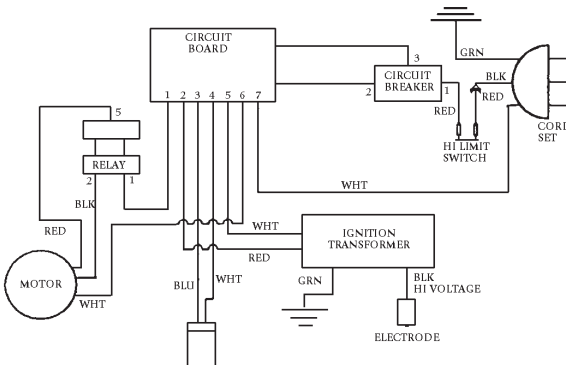 CIRCUIT
BOARD
1 2 3 4 5 6 7
3
CIRCUIT
BREAKER
2
1
GRN
BLK
RED
RED
HI LIMIT
SWITCH
SET
5
RELAY
2
1
BLK
RED
WHT
MOTOR
WHT
WHT
RED
BLU
WHT
IGNITION
TRANSFORMER
GRN
BLK
HI VOLTAGE
ELECTRODE